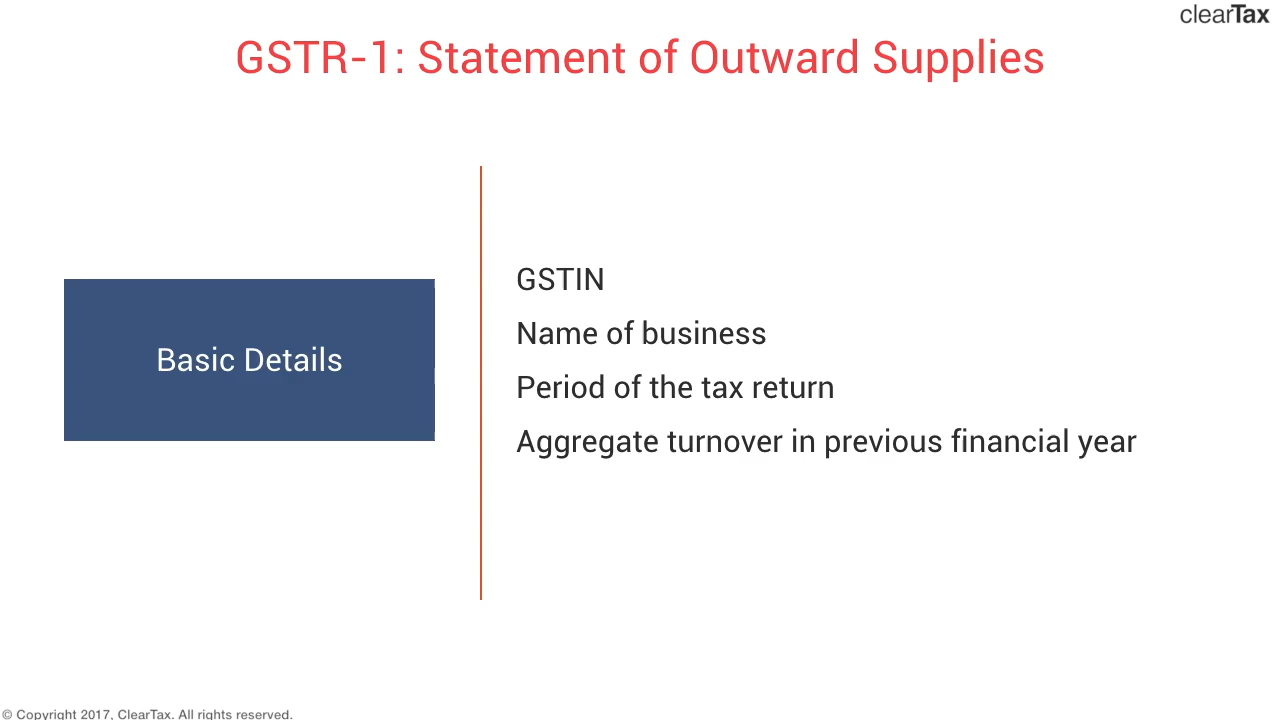 clearTax
GSTR-1: Statement of Outward Supplies
Basic Details
GSTIN
Name of business
Period of the tax return
Aggregate turnover in previous financial year
© Copyright 2017, ClearTax. All rights reserved.